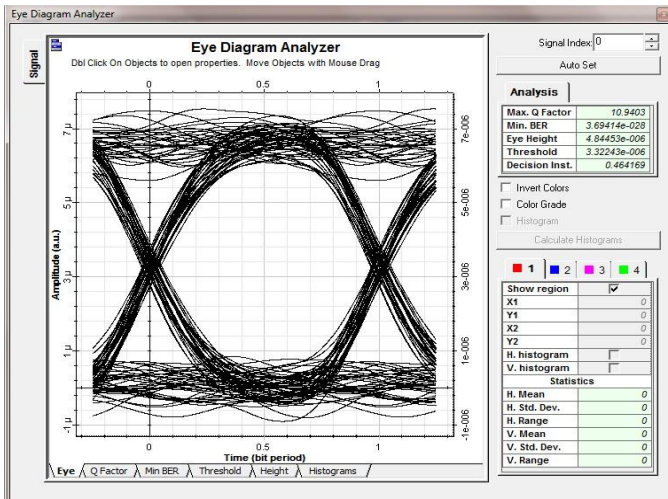 Eye Diagram Analyzer
Signal
Eye Diagram Analyzer
Dbl Click On Objects to open properties. Move Objects with Mouse Drag
0 0.5 1
7 µ
5 µ
3 µ
1 µ
-1 µ
Amplitude (a.u.)
7e-006
5e-006
3e-006
1e-006
-1e-006
0 0.5 1
Time (bit period)
Eye Q Factor Min BER Threshold Height Histograms
Signal Index: 0
Auto Set
Analysis
Max. Q Factor 10.9403
Min. BER 3.69414e-028
Eye Height 4.84453e-006
Threshold 3.32243e-006
Decision Inst. 0.464169
Invert Colors
Color Grade
Histogram
Calculate Histograms
1 2 3 4
Show region
X1 0
Y1 0
X2 0
Y2 0
H. histogram
V. histogram
Statistics
H. Mean 0
H. Std. Dev. 0
H. Range 0
V. Mean 0
V. Std. Dev. 0
V. Range 0